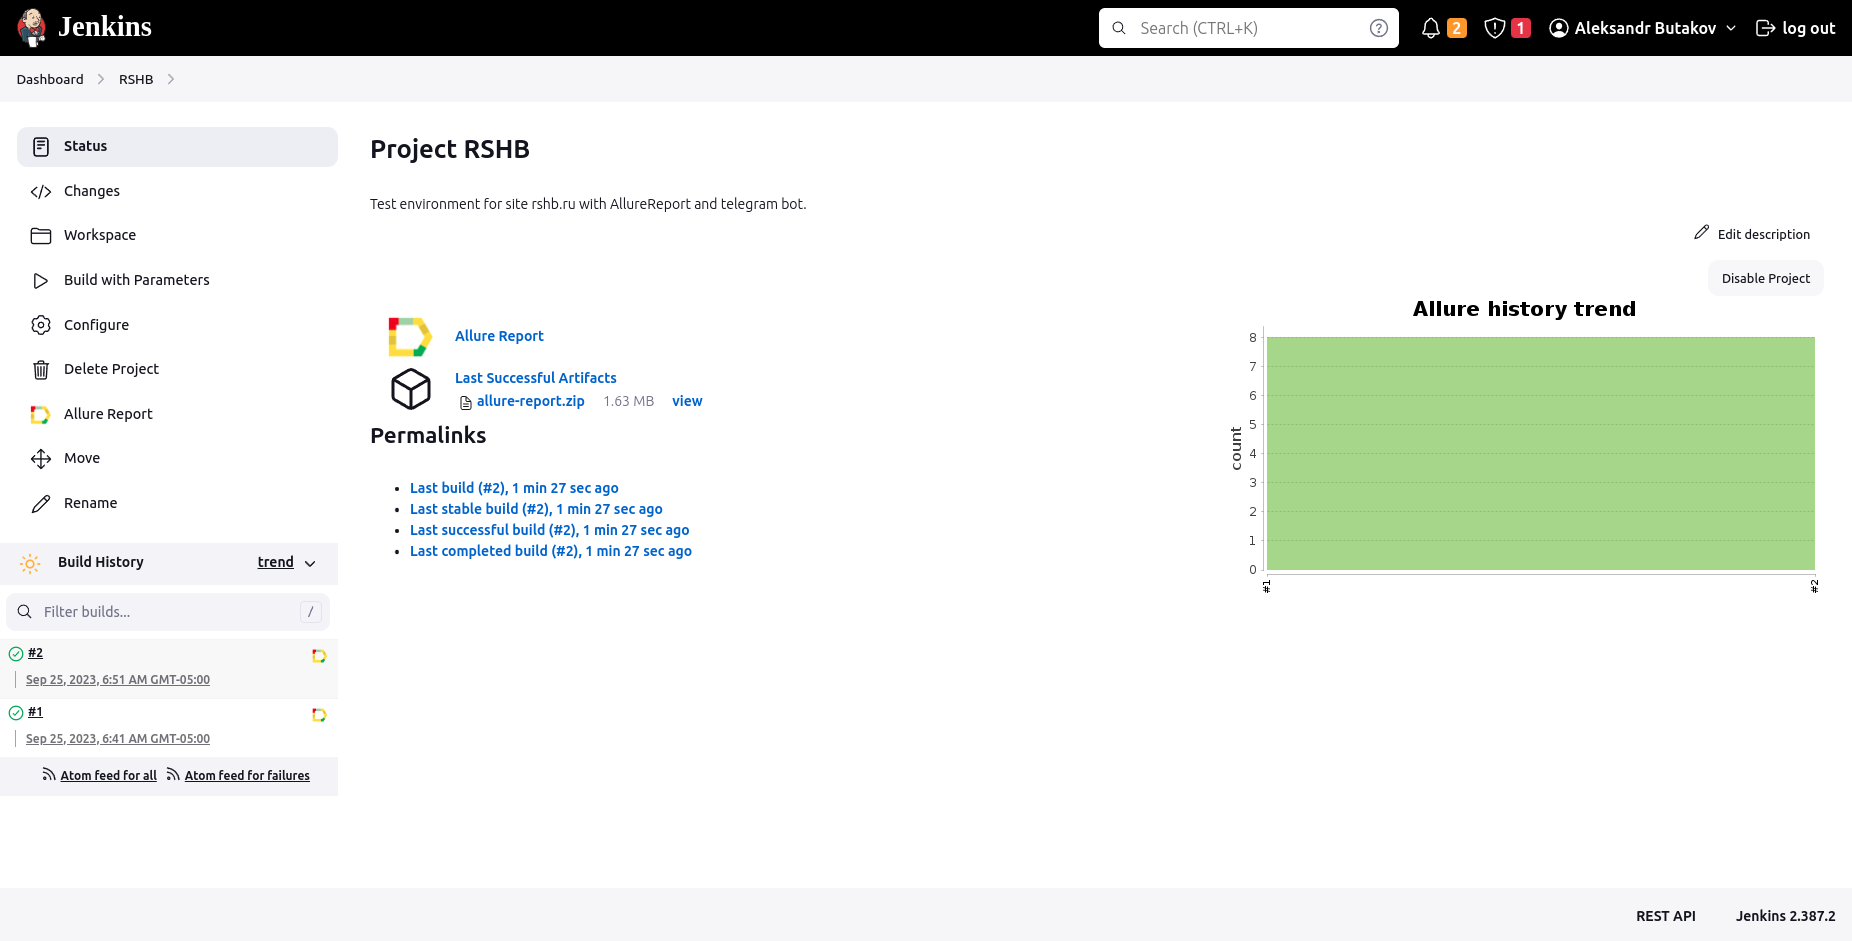 Jenkins
Search (CTRL+K)
?
2
1
Aleksandr Butakov
log out
Dashboard
RSHB
Status
Changes
Workspace
Build with Parameters
Configure
Delete Project
Allure Report
Move
Rename
Build History
trend
Filter builds...
/
#2
Sep 25, 2023, 6:51 AM GMT-05:00
#1
Sep 25, 2023, 6:41 AM GMT-05:00
Atom feed for all
Atom feed for failures
Project RSHB
Test environment for site rshb.ru with AllureReport and telegram bot.
Edit description
Disable Project
Allure Report
Last Successful Artifacts
allure-report.zip 1.63 MB view
Permalinks
Last build (#2), 1 min 27 sec ago
Last stable build (#2), 1 min 27 sec ago
Last successful build (#2), 1 min 27 sec ago
Last completed build (#2), 1 min 27 sec ago
Allure history trend
8
7
6
5
4
3
2
1
0
count
#1
#2
REST API
Jenkins 2.387.2